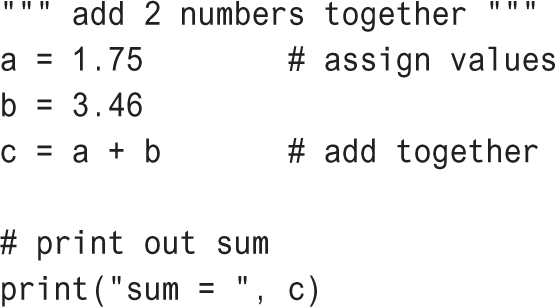 """ add 2 numbers together """
a = 1.75        # assign values
b = 3.46
c = a + b       # add together

# print out sum
print("sum = ", c)